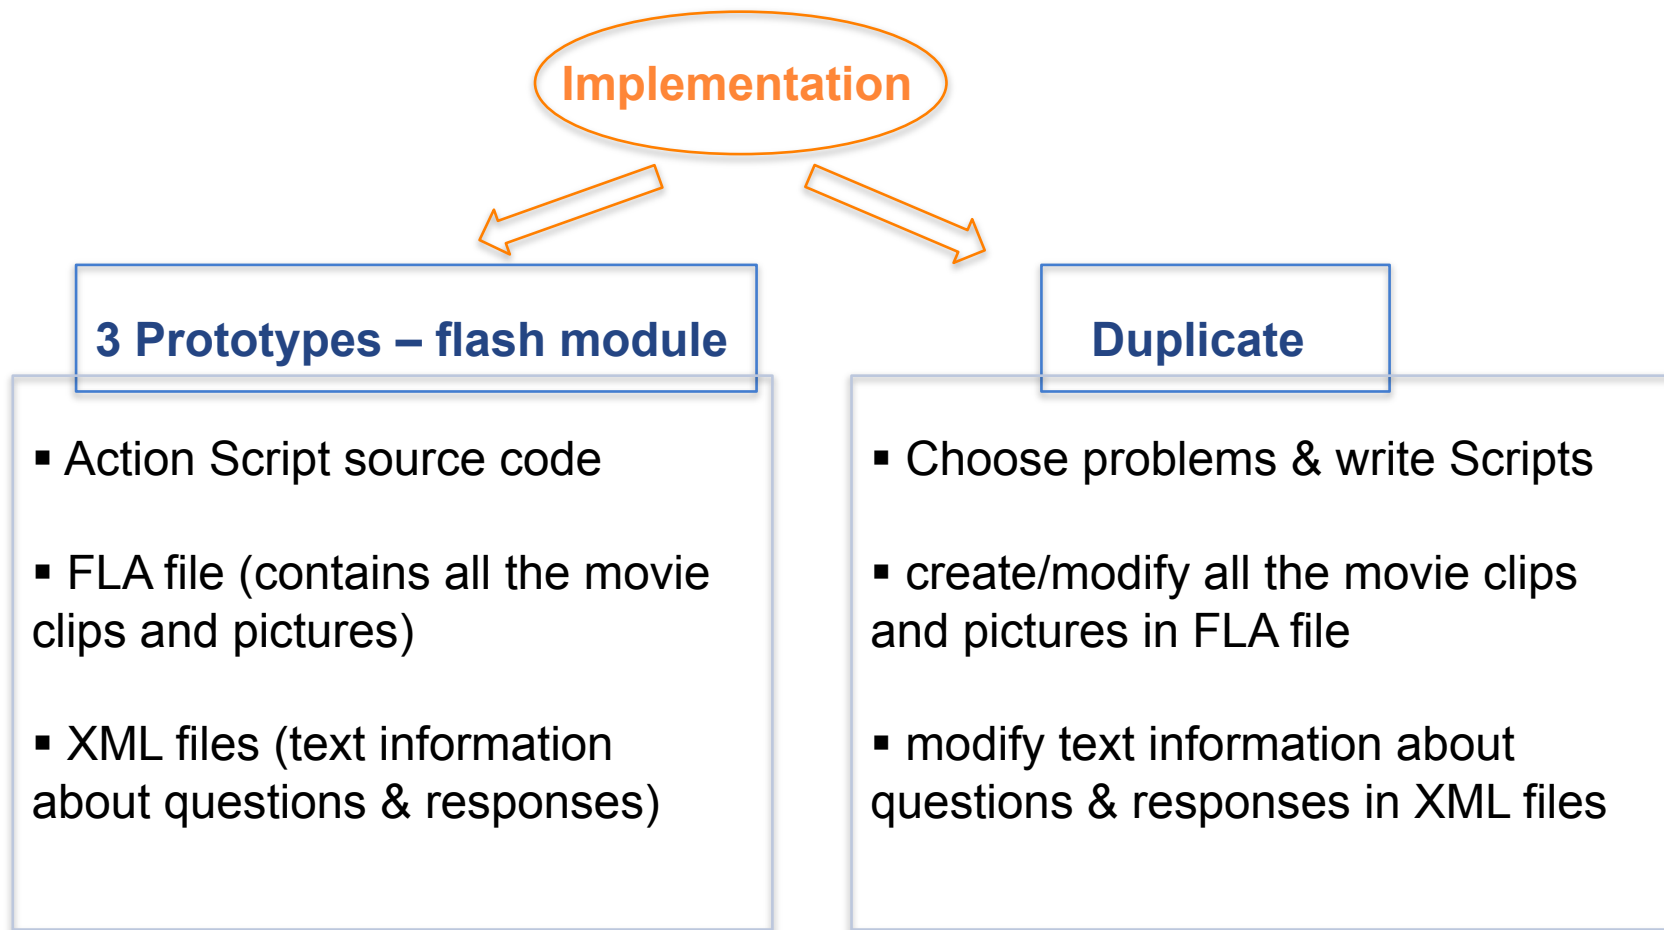 Implementation
3 Prototypes – flash module
▪ Action Script source code
▪ FLA file (contains all the movie
clips and pictures)
▪ XML files (text information
about questions & responses)
Duplicate
▪ Choose problems & write Scripts
▪ create/modify all the movie clips
and pictures in FLA file
▪ modify text information about
questions & responses in XML files